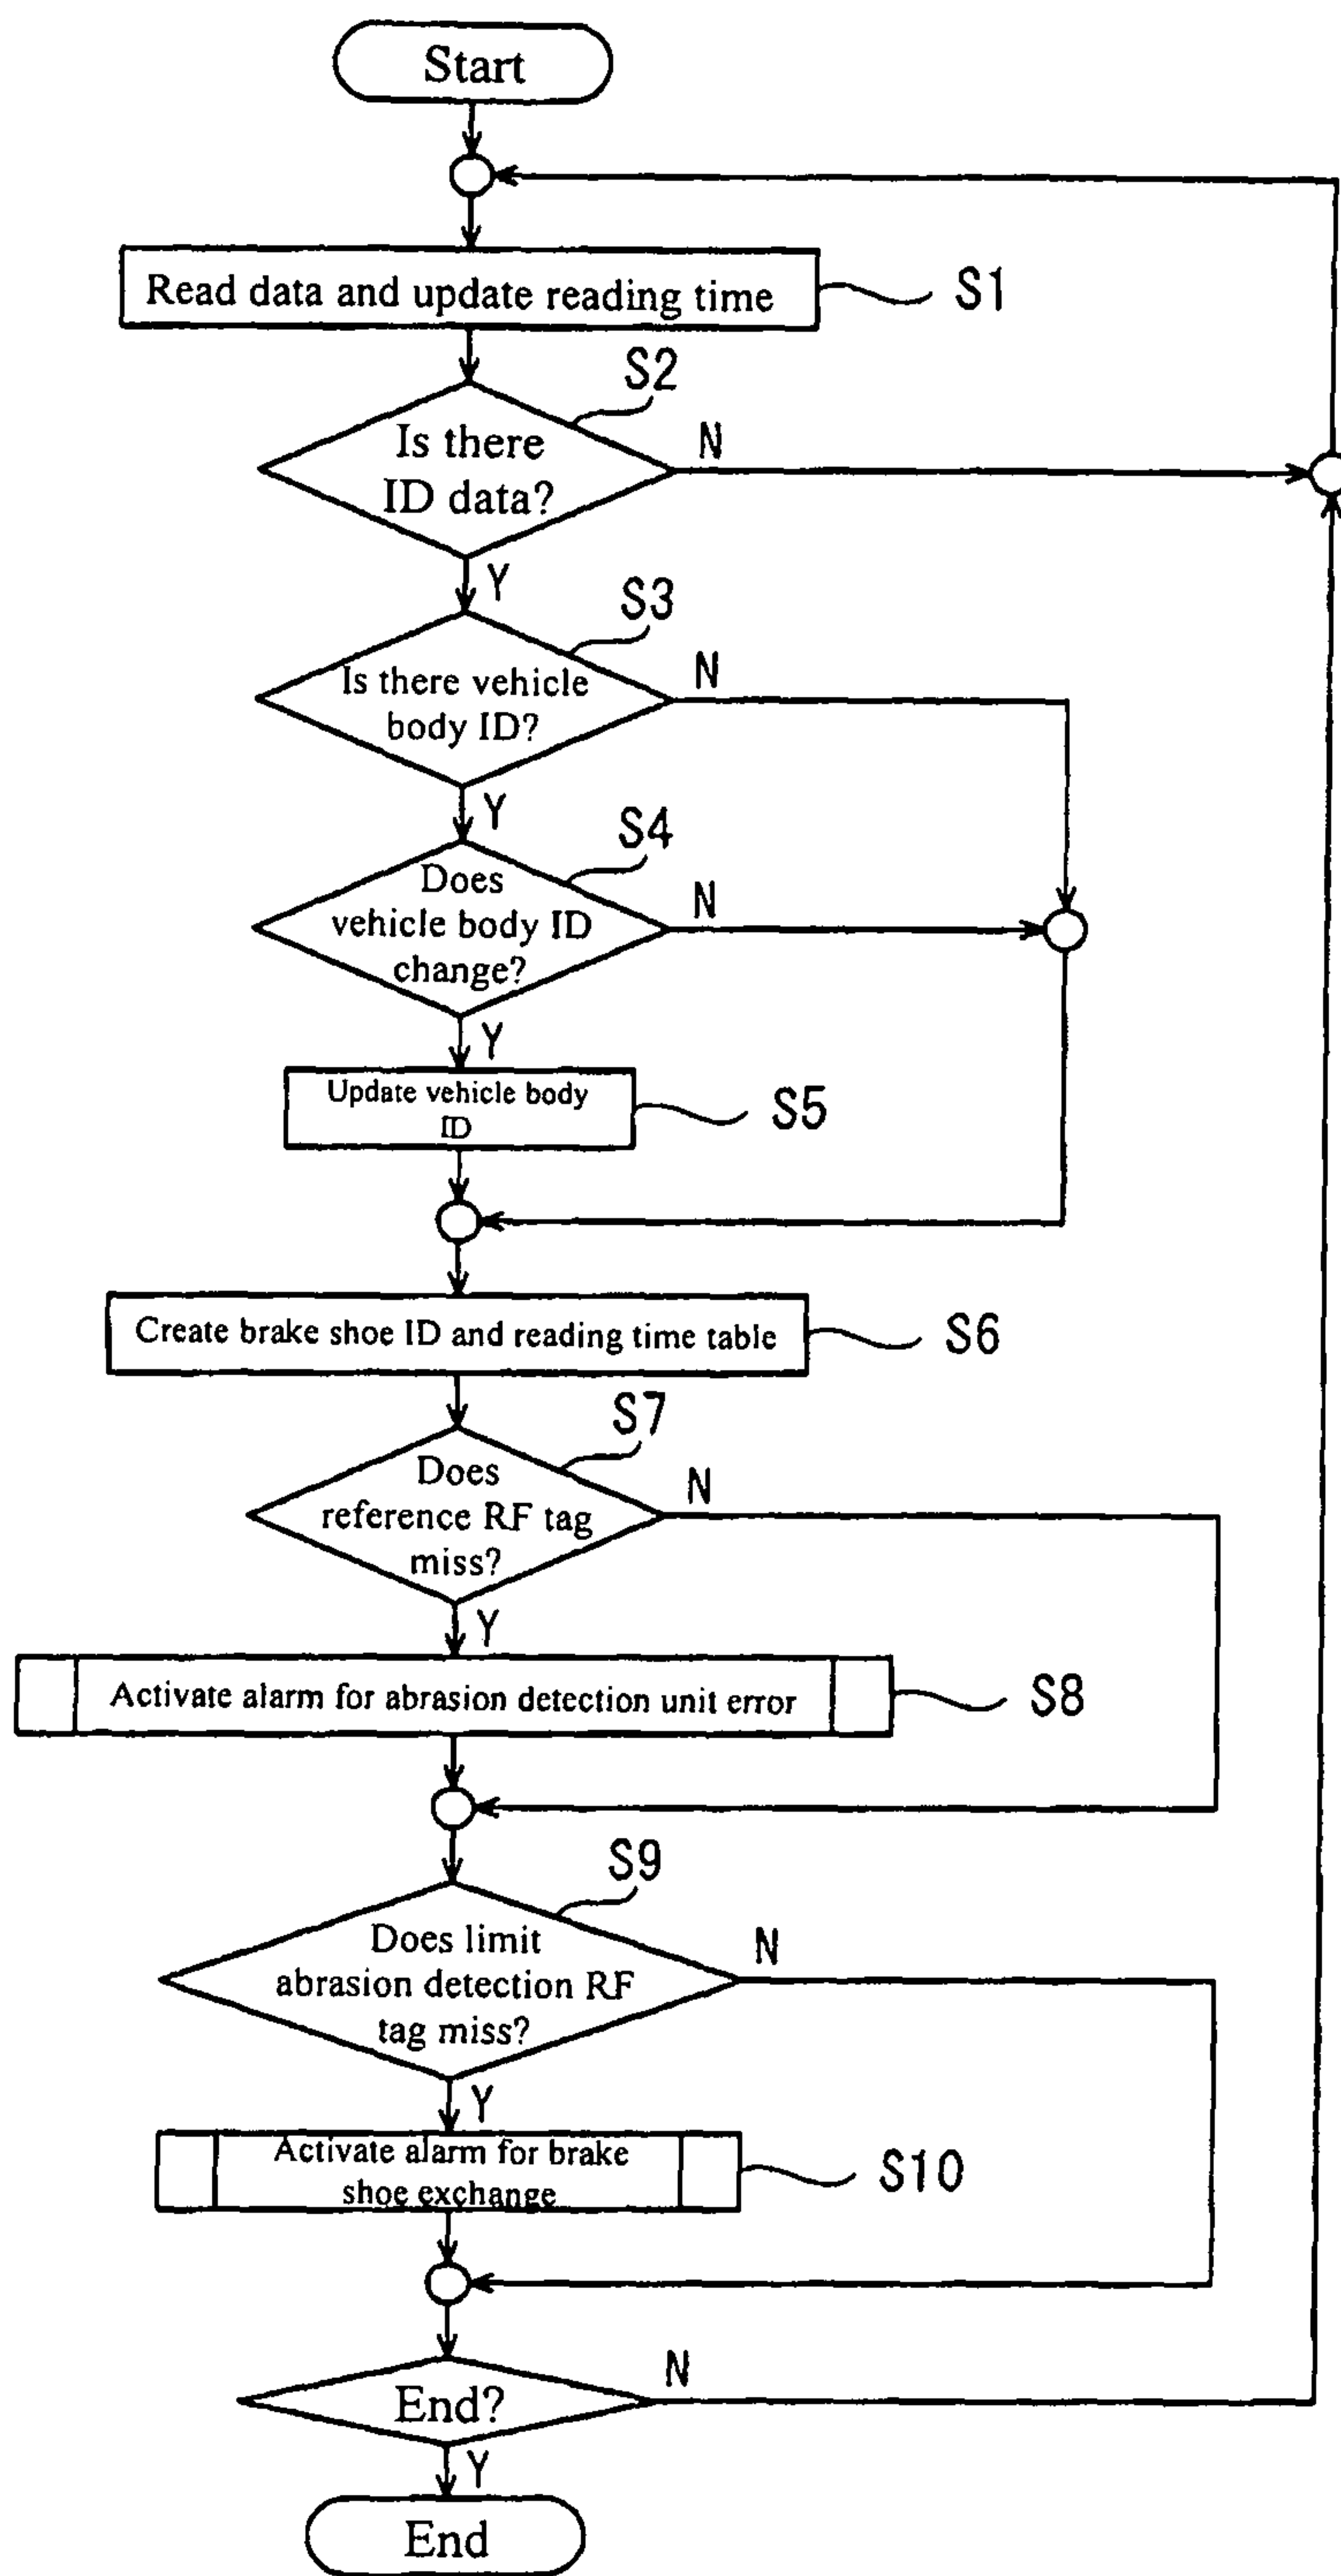 Start
Read data and update reading time
S1
S2
Is there
ID data?
N
Y
S3
Is there vehicle
body ID?
N
Y
S4
Does
vehicle body ID
change?
N
Y
Update vehicle body
ID
S5
Create brake shoe ID and reading time table
S6
S7
Does
reference RF tag
miss?
N
Y
Activate alarm for abrasion detection unit error
S8
S9
Does limit
abrasion detection RF
tag miss?
N
Y
Activate alarm for brake
shoe exchange
S10
End?
N
Y
End